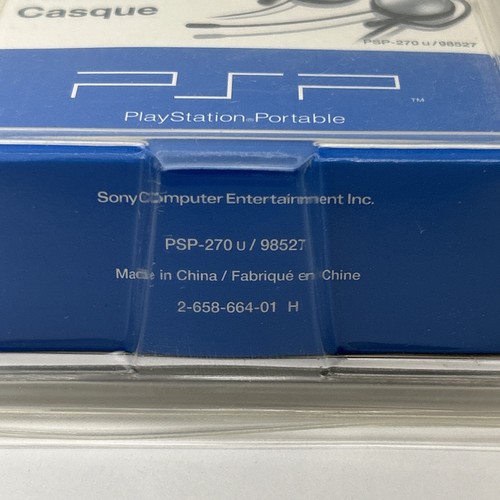 Casque
PSP-270 U / 98527
PSP ™
PlayStation®Portable
Sony Computer Entertainment Inc.
PSP-270 U / 98527
Made in China / Fabriqué en Chine
2-658-664-01 H